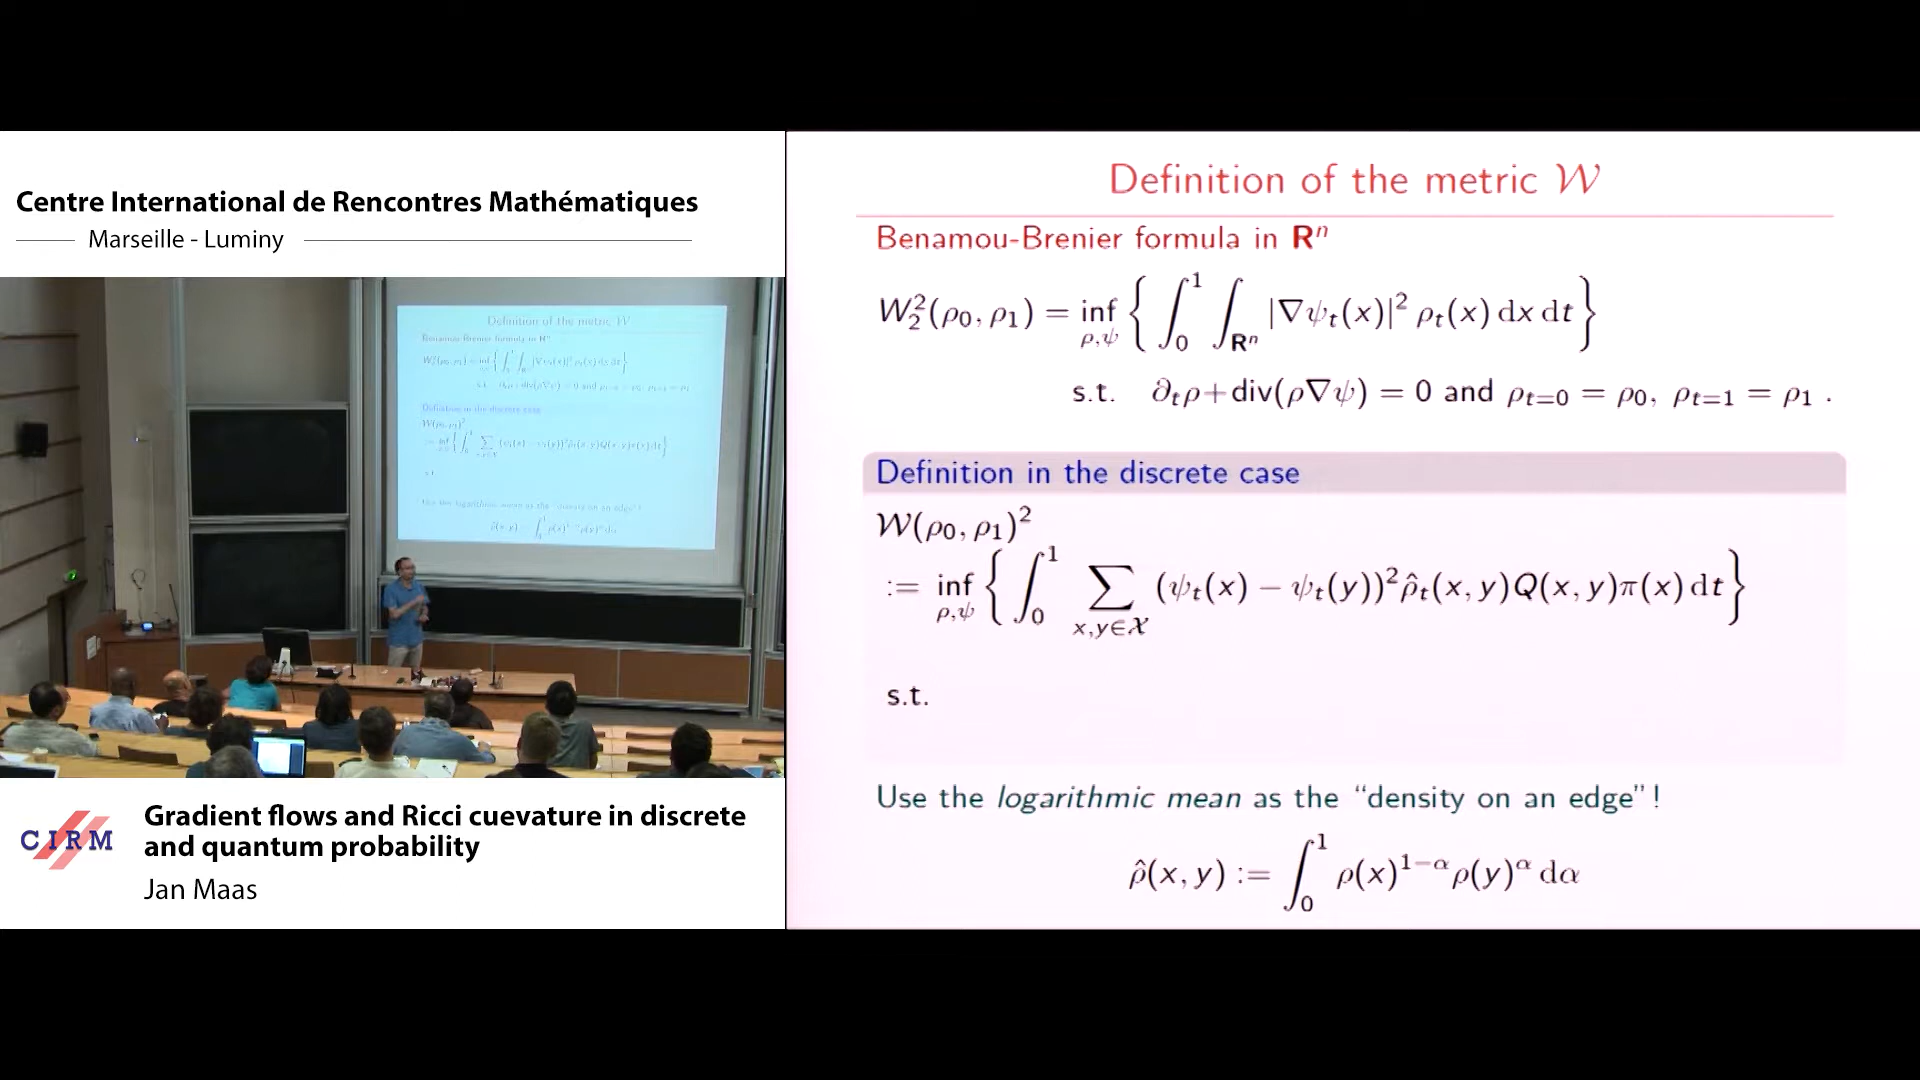 Centre International de Rencontres Mathématiques
Marseille - Luminy
CIRM
Gradient flows and Ricci cuevature in discrete
and quantum probability
Jan Maas
Definition of the metric 𝒲
Benamou-Brenier formula in Rⁿ
W₂²(ρ₀, ρ₁) = inf_{ρ,ψ} { ∫₀¹ ∫_{Rⁿ} |∇ψₜ(x)|² ρₜ(x) dx dt }
s.t. ∂ₜρ+div(ρ∇ψ) = 0 and ρₜ₌₀ = ρ₀, ρₜ₌₁ = ρ₁ .
Definition in the discrete case
𝒲(ρ₀, ρ₁)²
:= inf_{ρ,ψ} { ∫₀¹ ∑_{x,y∈𝒳} (ψₜ(x) − ψₜ(y))² ρ̂ₜ(x, y)Q(x, y)π(x) dt }
s.t.
Use the logarithmic mean as the “density on an edge”!
ρ̂(x, y) := ∫₀¹ ρ(x)^{1−α} ρ(y)^α dα